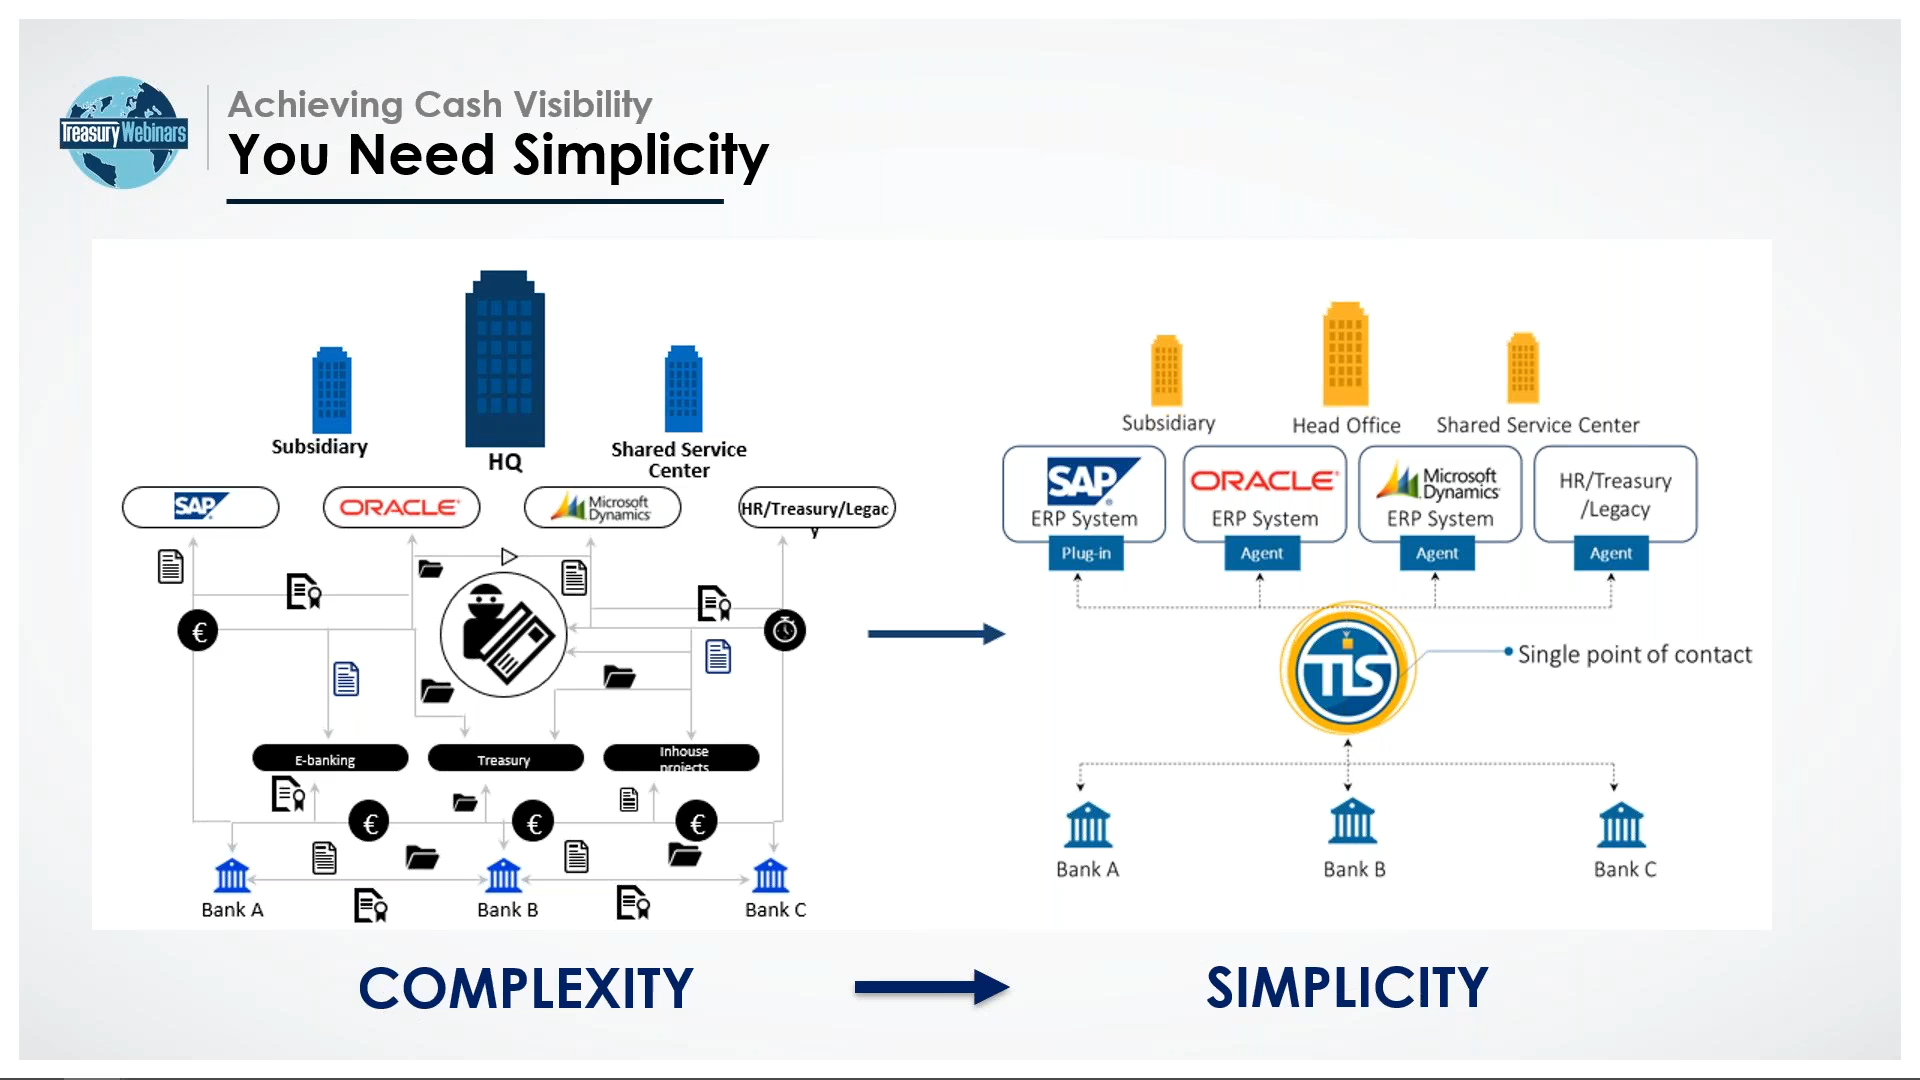 Treasury Webinars
Achieving Cash Visibility
You Need Simplicity
Subsidiary
HQ
Shared Service
Center
SAP
ORACLE
Microsoft
Dynamics
HR/Treasury/Legac
y
€
E-banking
Treasury
Inhouse
projects
€
€
€
Bank A
Bank B
Bank C
COMPLEXITY
Subsidiary
Head Office
Shared Service Center
SAP
ERP System
Plug-in
ORACLE
ERP System
Agent
Microsoft
Dynamics
ERP System
Agent
HR/Treasury
/Legacy
Agent
TIS
Single point of contact
Bank A
Bank B
Bank C
SIMPLICITY